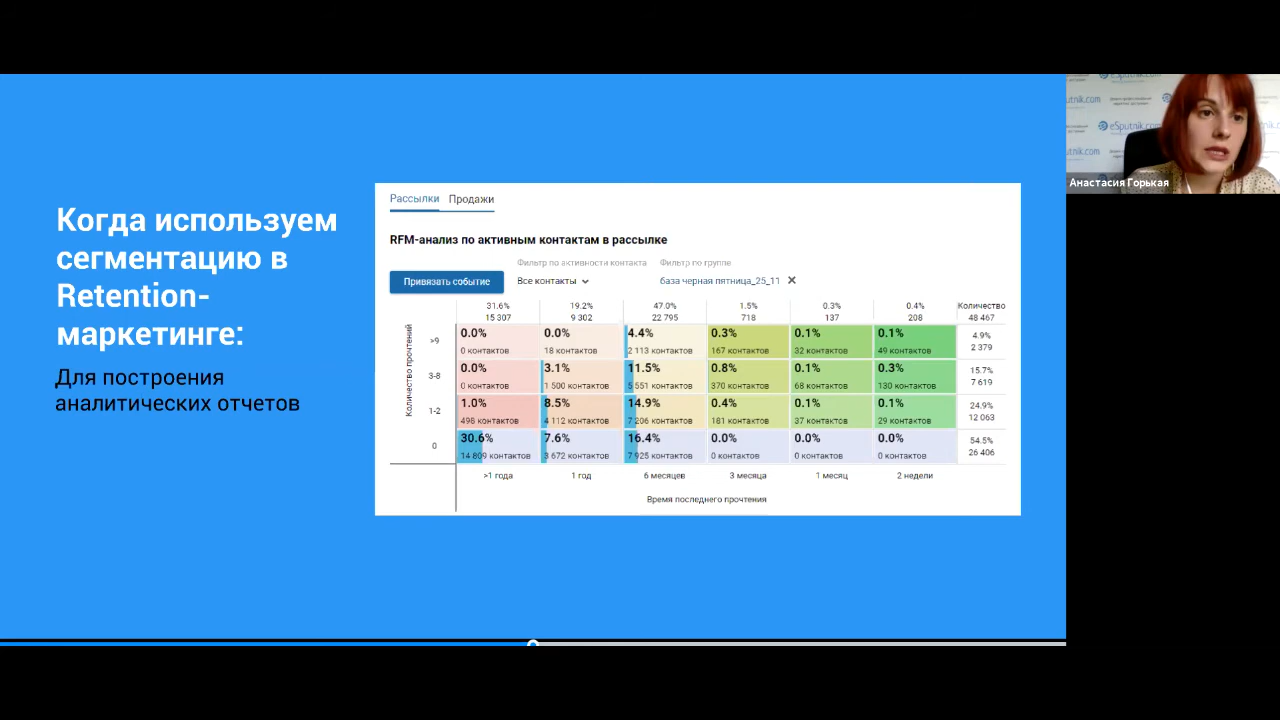 Когда используем
сегментацию в
Retention-
маркетинге:
Для построения
аналитических отчетов
Рассылки Продажи
RFM-анализ по активным контактам в рассылке
Фильтр по активности контакта Фильтр по группе
Привязать событие Все контакты база черная пятница_25_11
31.6% 19.2% 47.0% 1.5% 0.3% 0.4% Количество
15 307 9 302 22 795 718 137 208 48 467
Количество прочтений
>9 0.0% 0.0% 4.4% 0.3% 0.1% 0.1% 4.9%
0 контактов 18 контактов 2 113 контактов 167 контактов 32 контактов 49 контактов 2 379
3-8 0.0% 3.1% 11.5% 0.8% 0.1% 0.3% 15.7%
0 контактов 1 500 контактов 5 551 контактов 370 контактов 68 контактов 130 контактов 7 619
1-2 1.0% 8.5% 14.9% 0.4% 0.1% 0.1% 24.9%
498 контактов 4 112 контактов 7 206 контактов 181 контактов 37 контактов 29 контактов 12 063
0 30.6% 7.6% 16.4% 0.0% 0.0% 0.0% 54.5%
14 809 контактов 3 672 контактов 7 925 контактов 0 контактов 0 контактов 0 контактов 26 406
>1 года 1 год 6 месяцев 3 месяца 1 месяц 2 недели
Время последнего прочтения
eSputnik.com
Анастасия Горькая